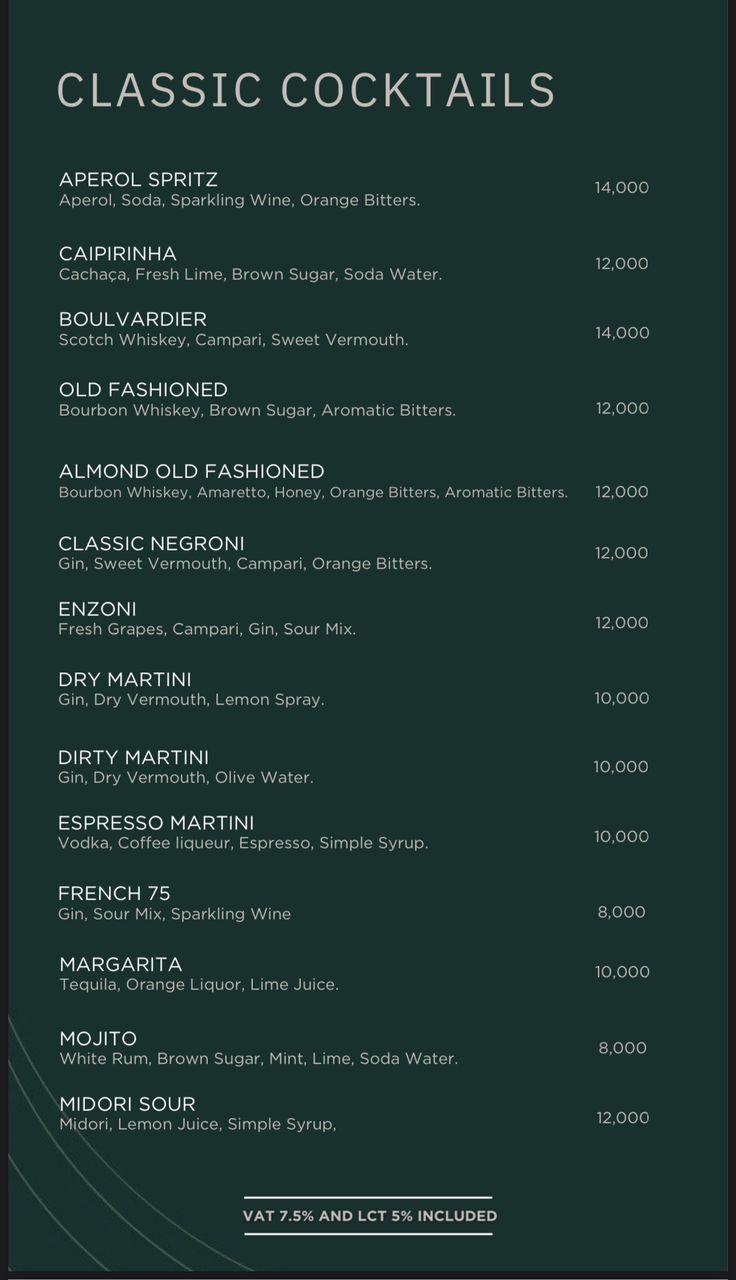 CLASSIC COCKTAILS
APEROL SPRITZ
Aperol, Soda, Sparkling Wine, Orange Bitters.
14,000
CAIPIRINHA
Cachaça, Fresh Lime, Brown Sugar, Soda Water.
12,000
BOULVARDIER
Scotch Whiskey, Campari, Sweet Vermouth.
14,000
OLD FASHIONED
Bourbon Whiskey, Brown Sugar, Aromatic Bitters.
12,000
ALMOND OLD FASHIONED
Bourbon Whiskey, Amaretto, Honey, Orange Bitters, Aromatic Bitters.
12,000
CLASSIC NEGRONI
Gin, Sweet Vermouth, Campari, Orange Bitters.
12,000
ENZONI
Fresh Grapes, Campari, Gin, Sour Mix.
12,000
DRY MARTINI
Gin, Dry Vermouth, Lemon Spray.
10,000
DIRTY MARTINI
Gin, Dry Vermouth, Olive Water.
10,000
ESPRESSO MARTINI
Vodka, Coffee liqueur, Espresso, Simple Syrup.
10,000
FRENCH 75
Gin, Sour Mix, Sparkling Wine
8,000
MARGARITA
Tequila, Orange Liquor, Lime Juice.
10,000
MOJITO
White Rum, Brown Sugar, Mint, Lime, Soda Water.
8,000
MIDORI SOUR
Midori, Lemon Juice, Simple Syrup,
12,000
VAT 7.5% AND LCT 5% INCLUDED